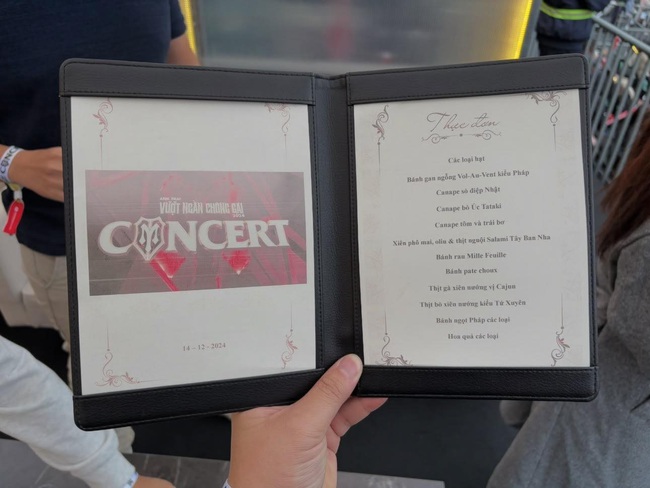 VƯỢT NGÀN CHÔNG GAI
2024
CONCERT
14 - 12 - 2024
Thực đơn
Các loại hạt
Bánh gan ngỗng Vol-Au-Vent kiểu Pháp
Canape sò điệp Nhật
Canape bò Úc Tataki
Canape tôm và trái bơ
Xiên phô mai, oliu & thịt nguội Salami Tây Ban Nha
Bánh rau Mille Feuille
Bánh pate choux
Thịt gà xiên nướng vị Cajun
Thịt bò xiên nướng kiểu Tứ Xuyên
Bánh ngọt Pháp các loại
Hoa quả các loại